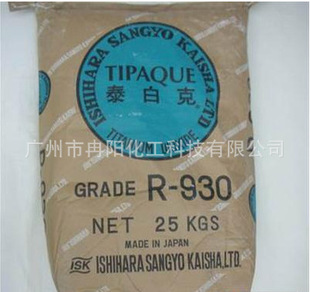 ISHIHARA SANGYO KAISHA, LTD.
TIPAQUE
泰白克
TITANIUM
广州市冉阳化工科技有限公司
GRADE R-930
NET 25 KGS
MADE IN JAPAN
ISK ISHIHARA SANGYO KAISHA,LTD.